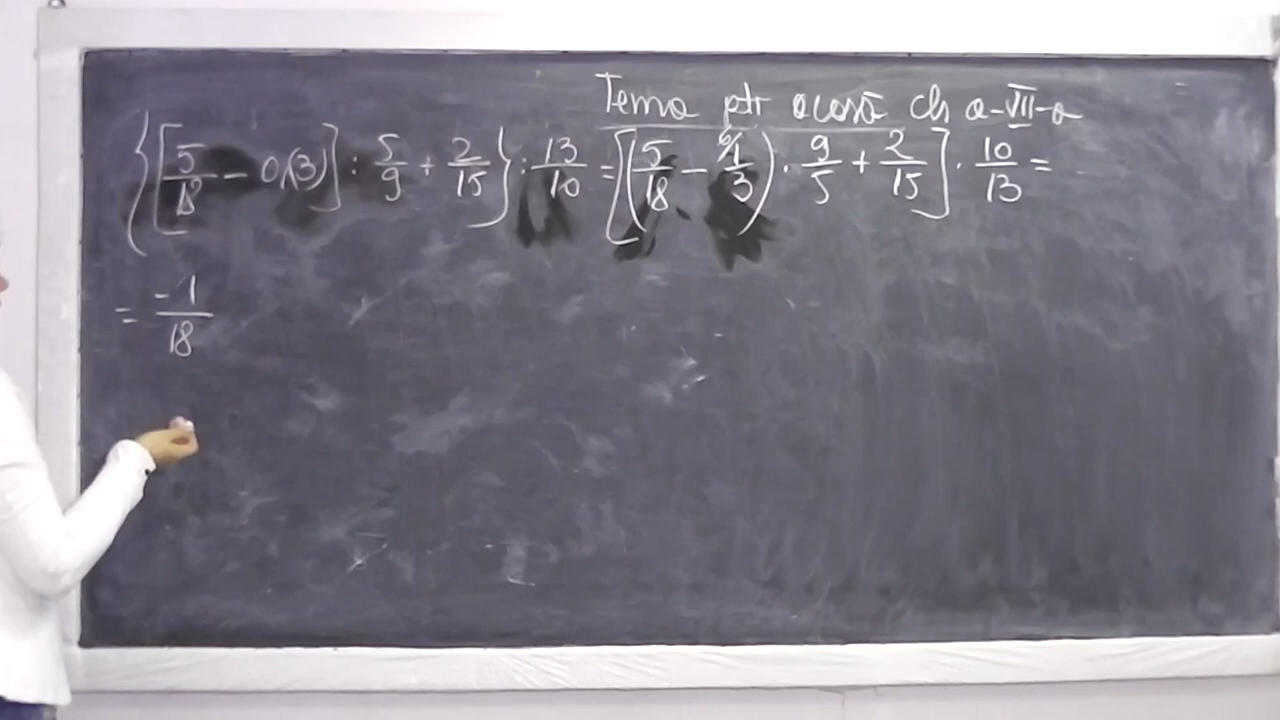 Tema ptr acasă cls a-VII-a
{[5/18 - 0,(3)] : 5/9 + 2/15} : 13/10 = [(5/18 - 6)1/3) · 9/5 + 2/15] · 10/13 =
= -1/18